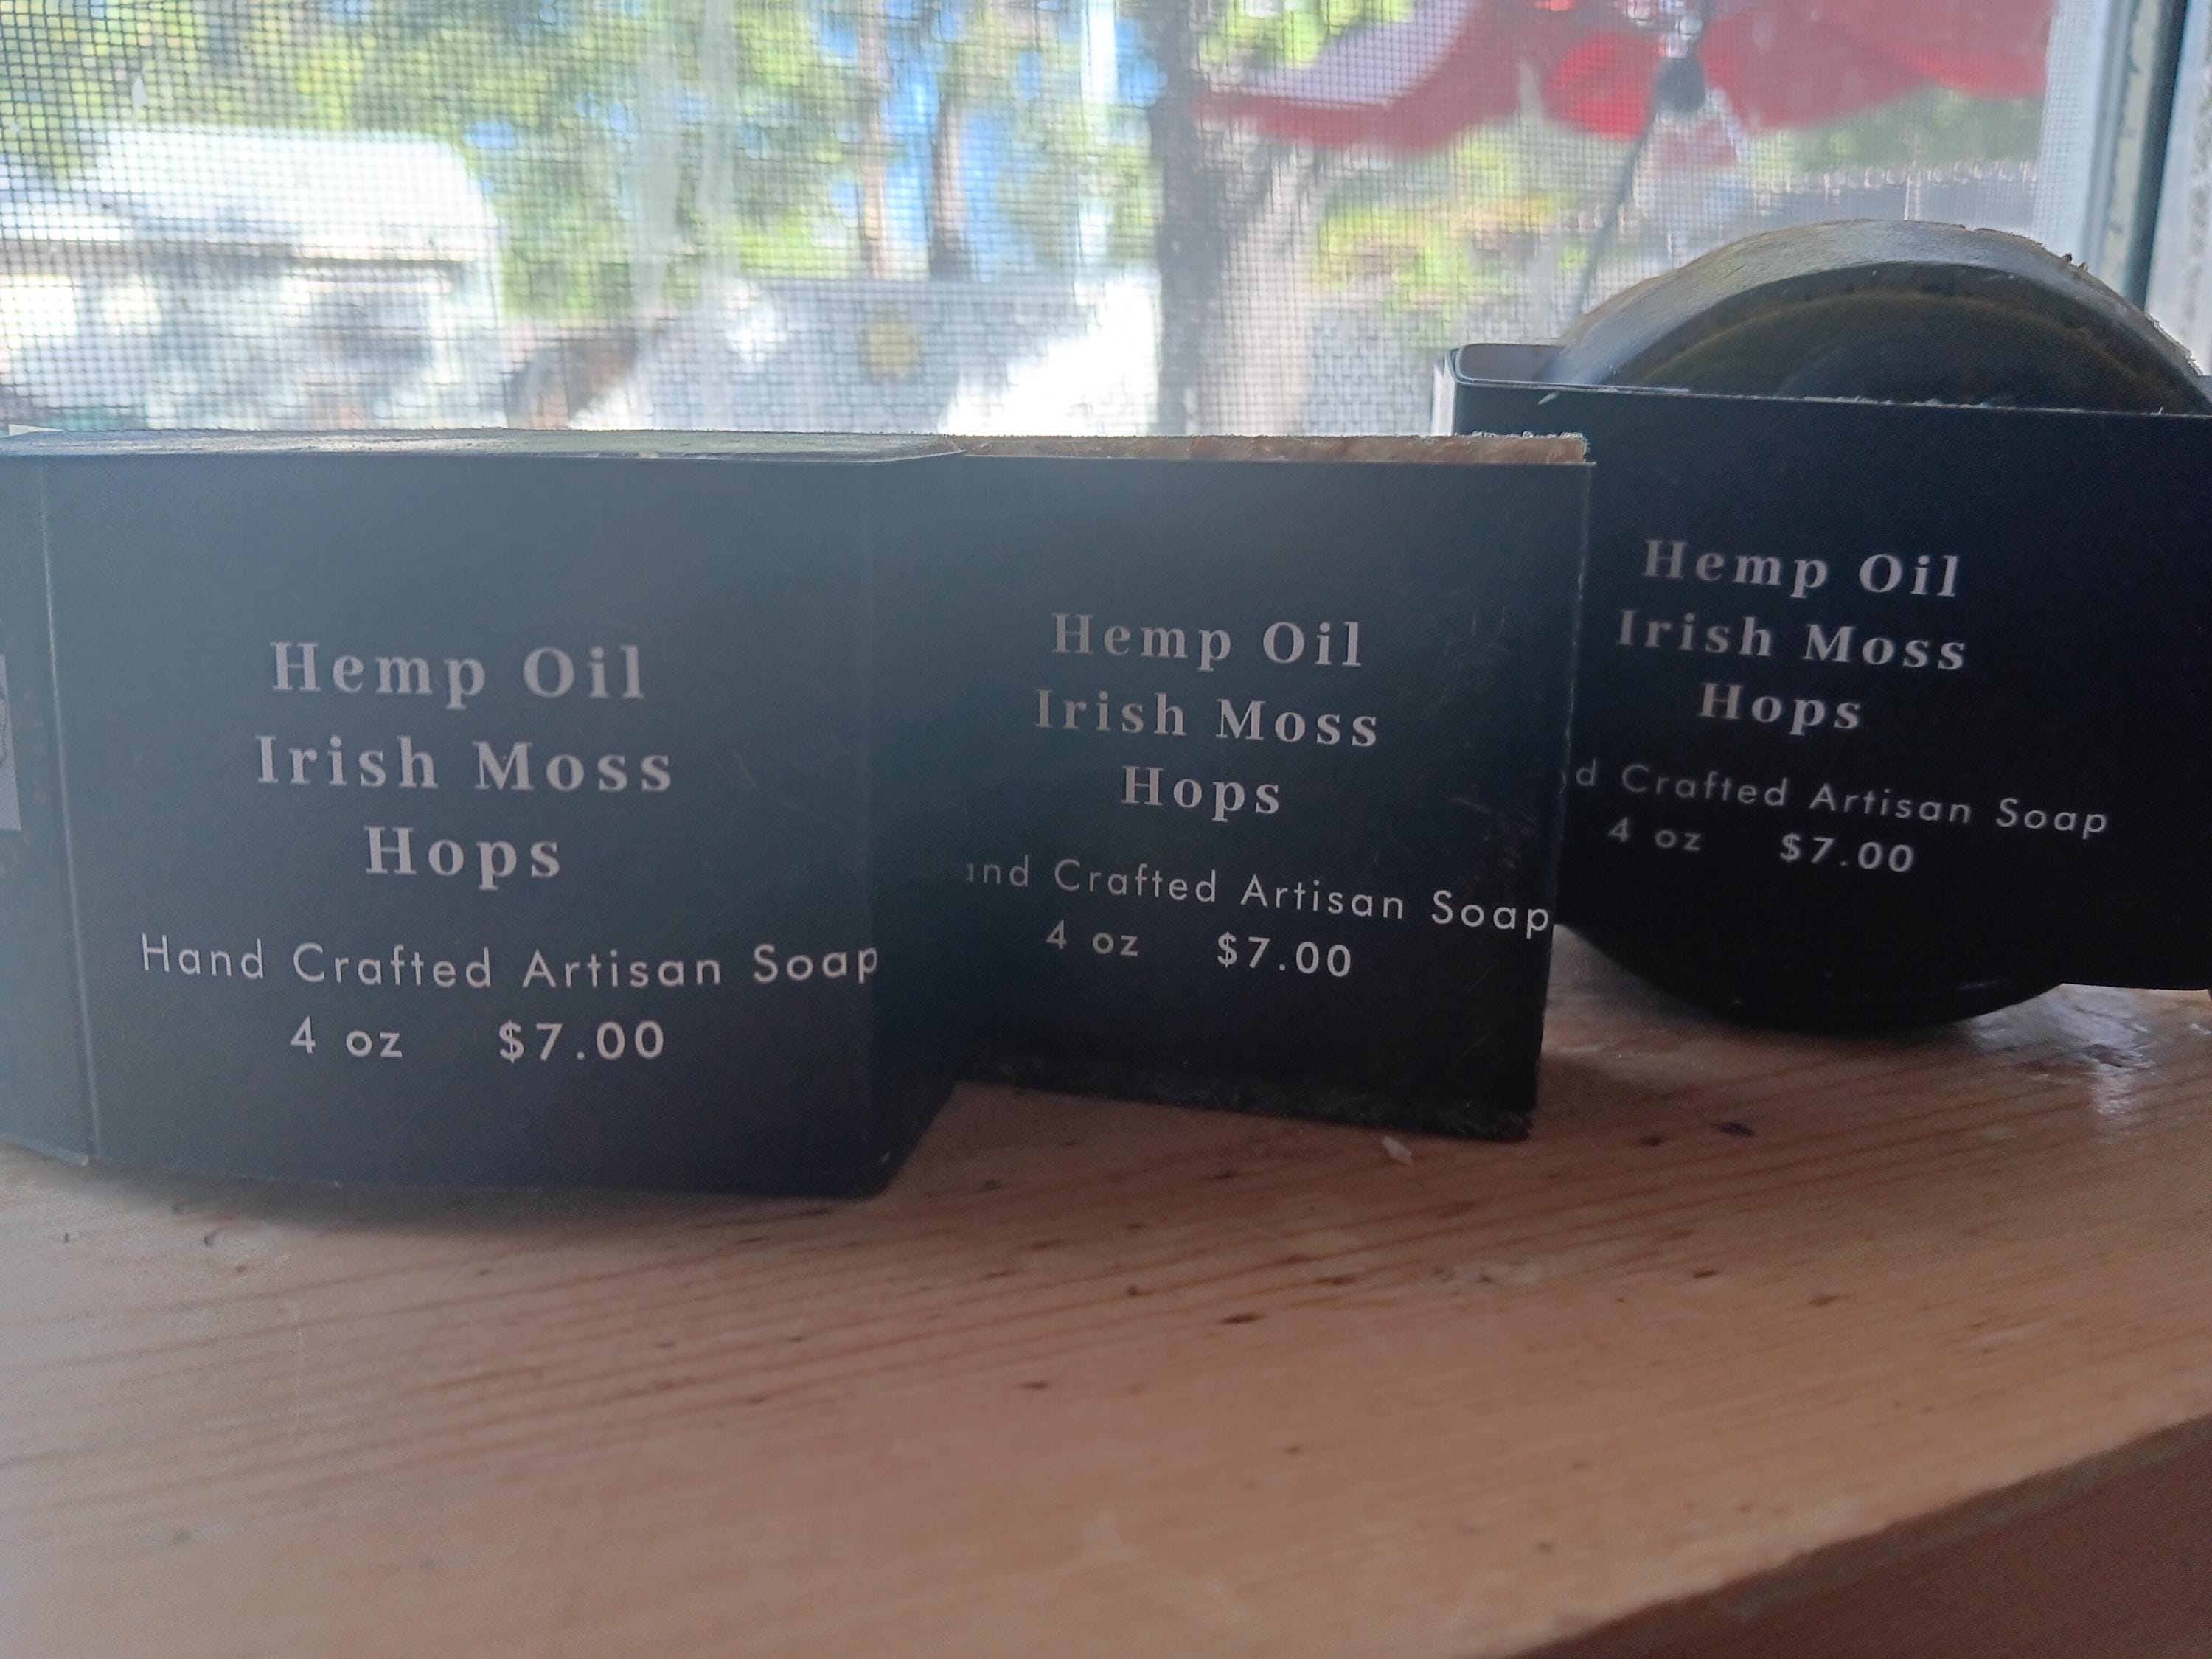 Hemp Oil
Irish Moss
Hops
Hand Crafted Artisan Soap
4 oz $7.00
Hemp Oil
Irish Moss
Hops
Crafted Artisan Soap
4 oz $7.00
Hemp Oil
Irish Moss
Hops
Crafted Artisan Soap
4 oz $7.00